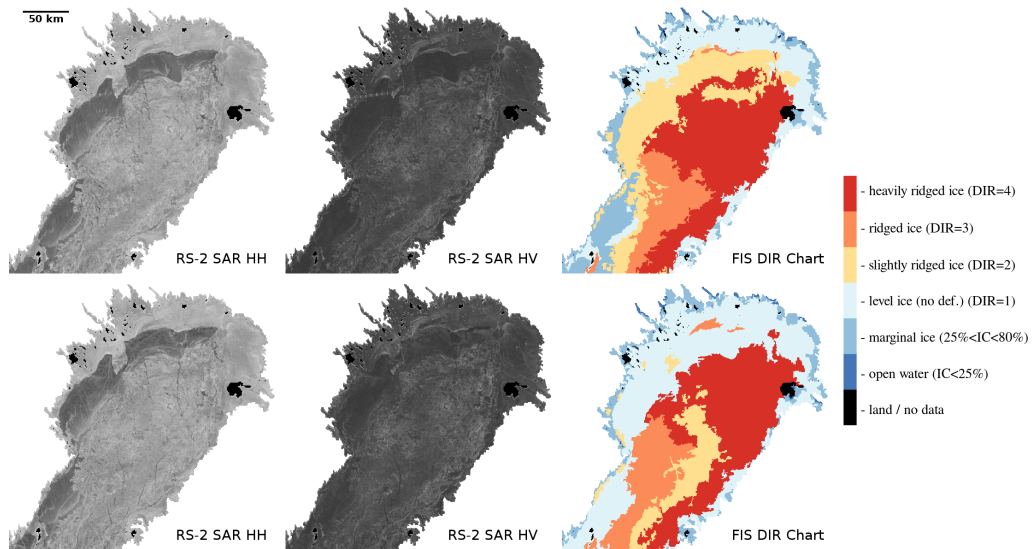 50 km
RS-2 SAR HH
RS-2 SAR HV
FIS DIR Chart
- heavily ridged ice (DIR=4)
- ridged ice (DIR=3)
- slightly ridged ice (DIR=2)
- level ice (no def.) (DIR=1)
- marginal ice (25%<IC<80%)
- open water (IC<25%)
- land / no data
RS-2 SAR HH
RS-2 SAR HV
FIS DIR Chart